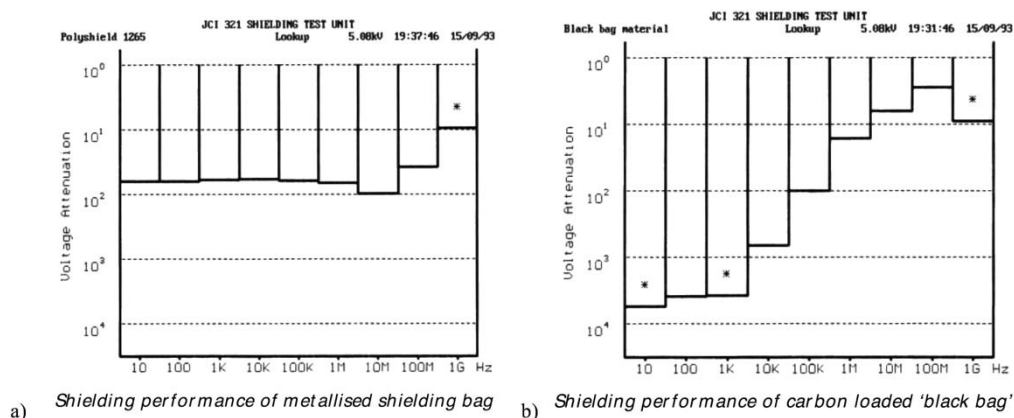 JCI 321 SHIELDING TEST UNIT
Polyshield 1265 Lookup 5.08kV 19:37:46 15/09/93
10⁰
10¹
10²
10³
10⁴
Voltage Attenuation
10 100 1K 10K 100K 1M 10M 100M 1G Hz
*
a) Shielding performance of metallised shielding bag
JCI 321 SHIELDING TEST UNIT
Black bag material Lookup 5.08kV 19:31:46 15/09/93
10⁰
10¹
10²
10³
10⁴
Voltage Attenuation
* * *
10 100 1K 10K 100K 1M 10M 100M 1G Hz
b) Shielding performance of carbon loaded 'black bag'